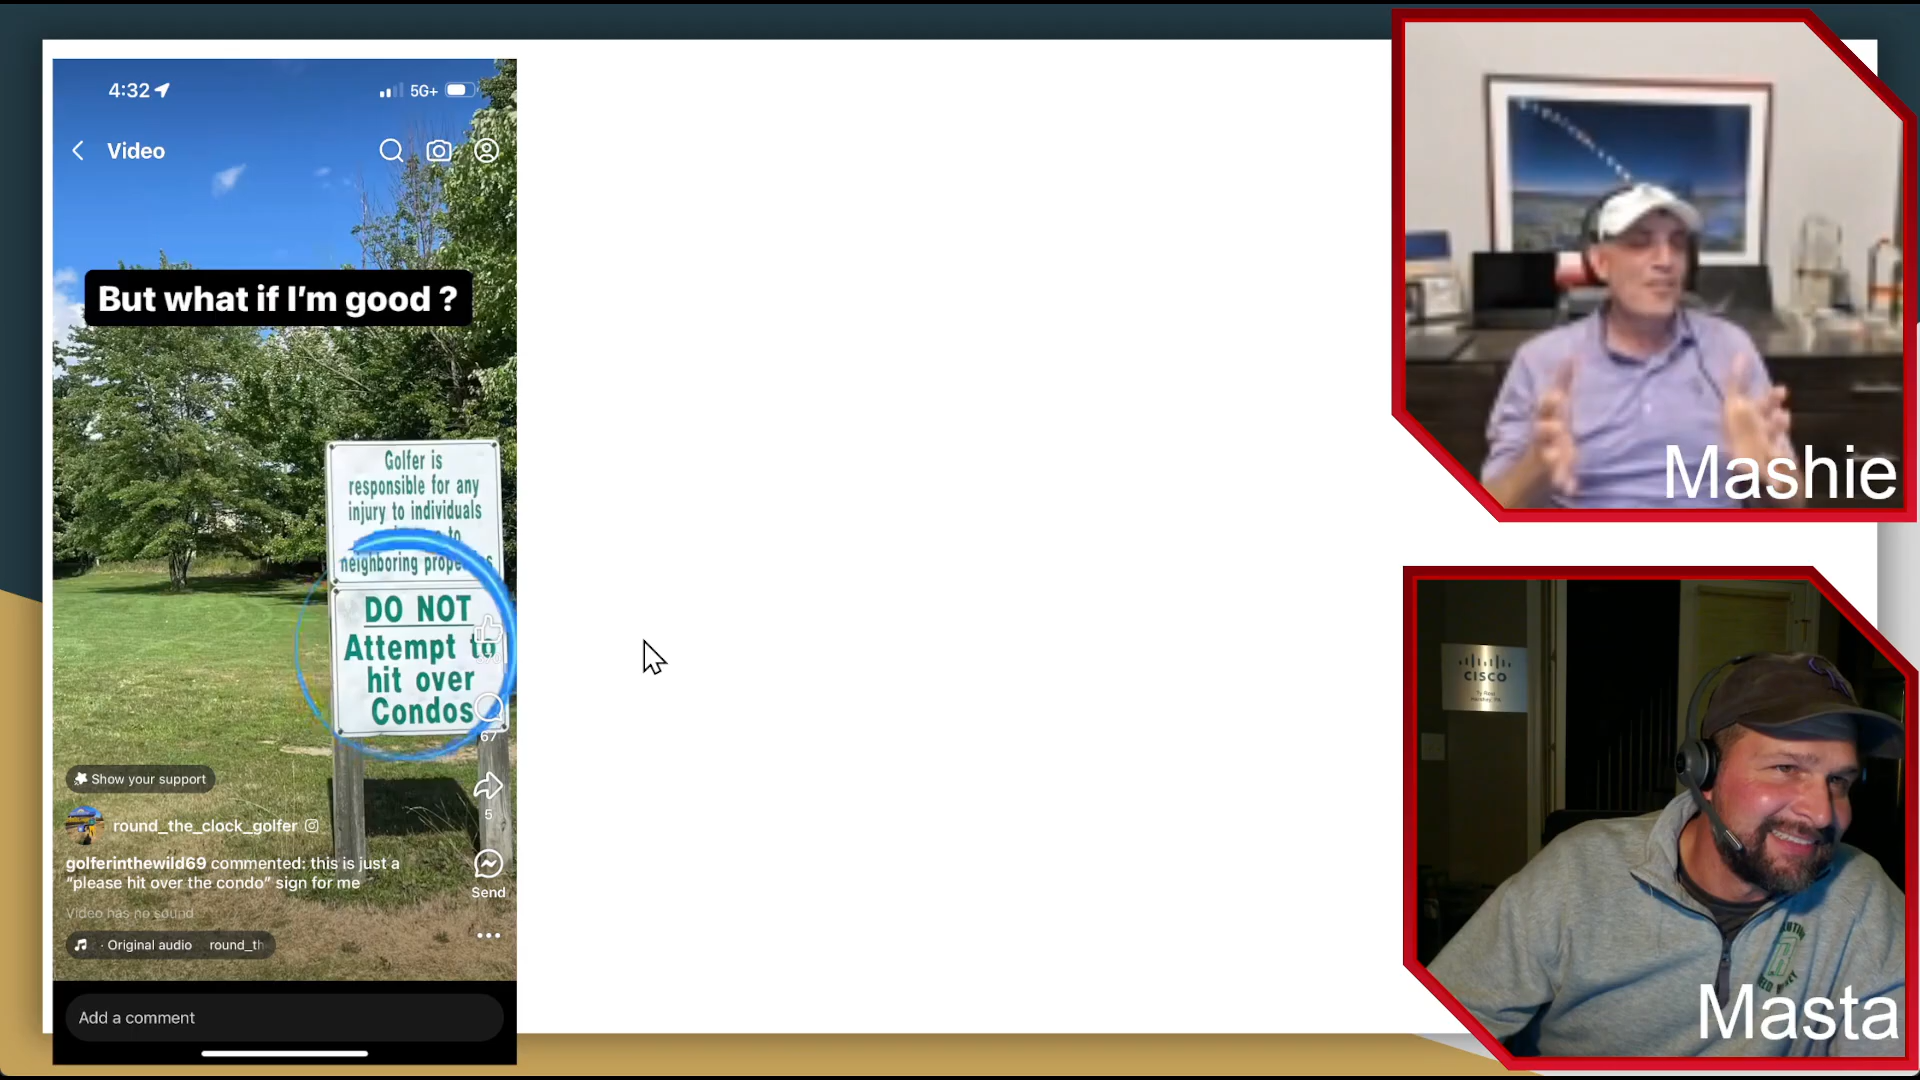 4:32
5G+
Video
But what if I'm good ?
Golfer is
responsible for any
injury to individuals
to
neighboring
DO NOT
Attempt to
hit over
Condos
67
Show your support
5
round_the_clock_golfer
golferinthewild69 commented: this is just a
"please hit over the condo" sign for me
Send
Video has no sound
· Original audio round_th
Add a comment
Mashie
CISCO
Masta